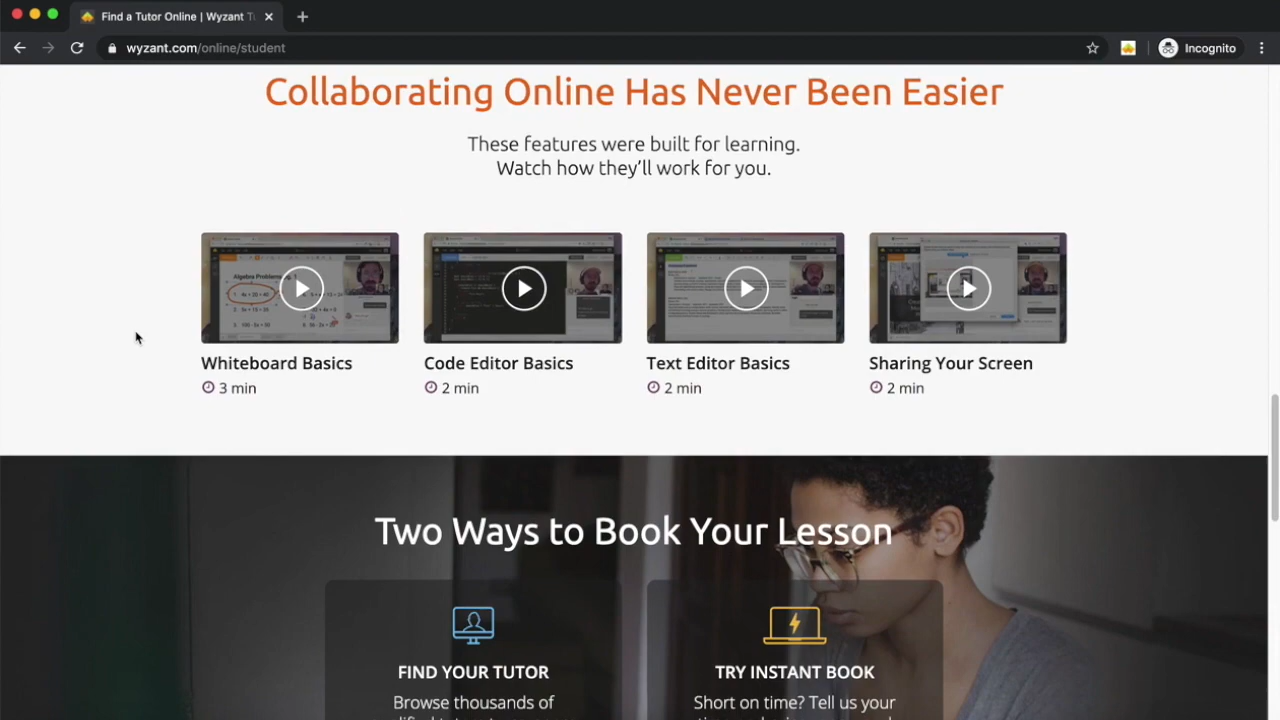 Find a Tutor Online | Wyzant Tu
wyzant.com/online/student
Incognito
Collaborating Online Has Never Been Easier
These features were built for learning.
Watch how they'll work for you.
Algebra Problems
Whiteboard Basics
3 min
Code Editor Basics
2 min
Text Editor Basics
2 min
Sharing Your Screen
2 min
Two Ways to Book Your Lesson
FIND YOUR TUTOR
Browse thousands of
TRY INSTANT BOOK
Short on time? Tell us your